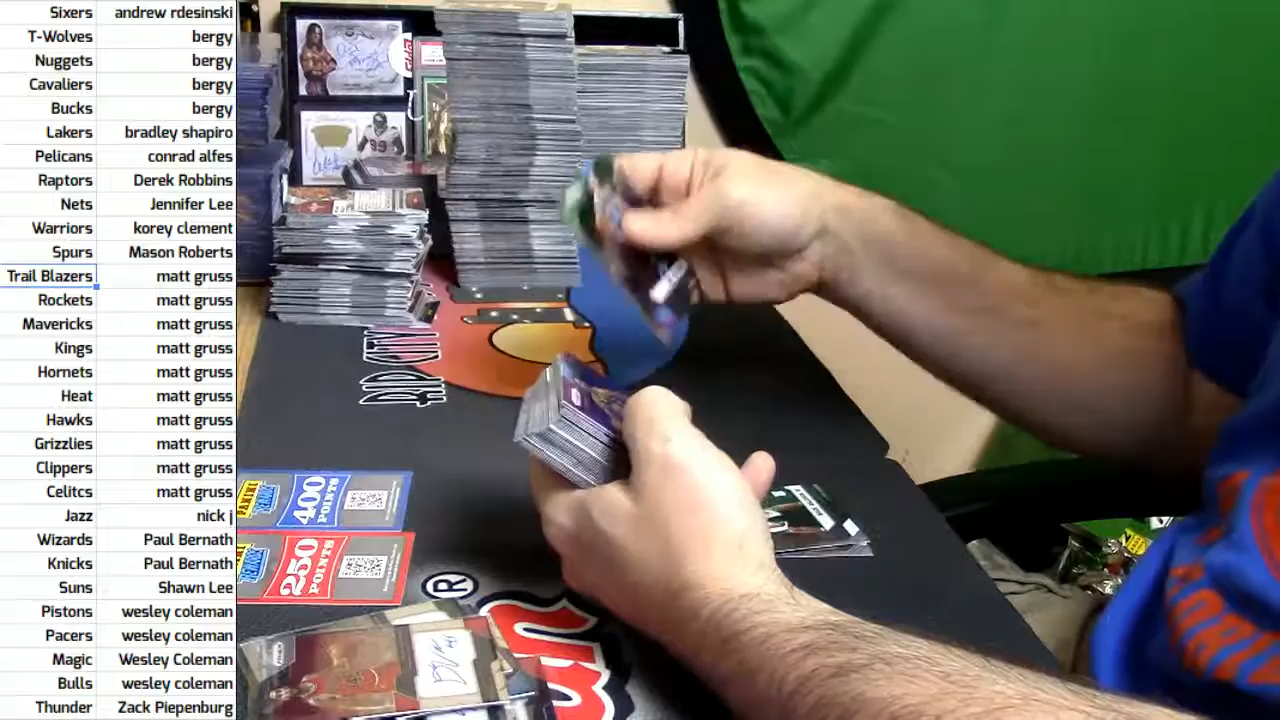 Sixers andrew rdesinski
T-Wolves bergy
Nuggets bergy
Cavaliers bergy
Bucks bergy
Lakers bradley shapiro
Pelicans conrad alfes
Raptors Derek Robbins
Nets Jennifer Lee
Warriors korey clement
Spurs Mason Roberts
Trail Blazers matt gruss
Rockets matt gruss
Mavericks matt gruss
Kings matt gruss
Hornets matt gruss
Heat matt gruss
Hawks matt gruss
Grizzlies matt gruss
Clippers matt gruss
Celitcs matt gruss
Jazz nick j
Wizards Paul Bernath
Knicks Paul Bernath
Suns Shawn Lee
Pistons wesley coleman
Pacers wesley coleman
Magic Wesley Coleman
Bulls wesley coleman
Thunder Zack Piepenburg
99
RIP CITY
PANINI
400
POINTS
PANINI
250
POINTS
®